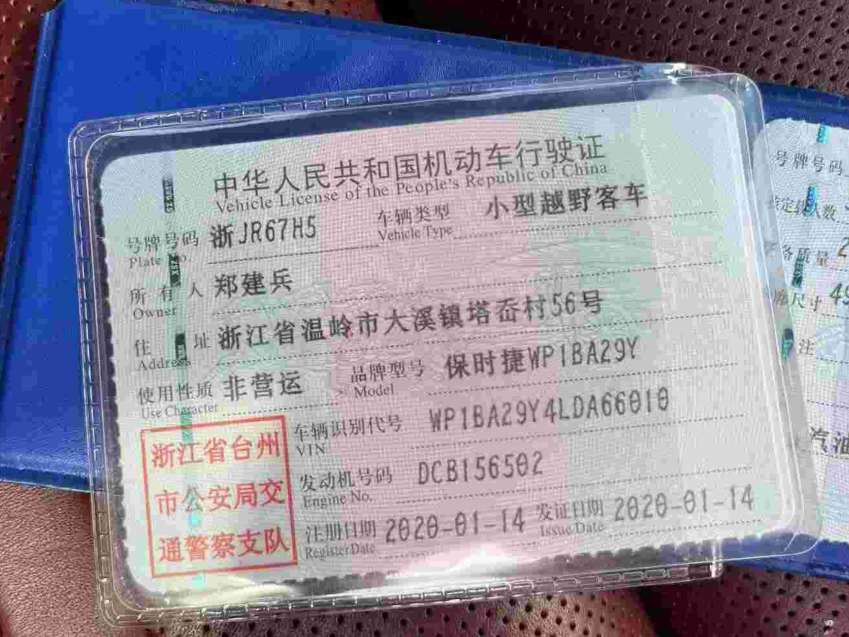 中华人民共和国机动车行驶证
Vehicle License of the People's Republic of China
号牌号码 浙JR67H5 车辆类型 小型越野客车
Plate No. Vehicle Type
所有人 郑建兵
Owner
住址 浙江省温岭市大溪镇塔岙村56号
Address
使用性质 非营运 品牌型号 保时捷WP1BA29Y
Use Character Model
浙江省台州
市公安局交
通警察支队
车辆识别代号 WP1BA29Y4LDA66010
VIN
发动机号码 DCB156502
Engine No.
注册日期 2020-01-14 发证日期 2020-01-14
Register Date Issue Date
号牌号码
定载人数
备质量 2
尺寸 49
注
汽油